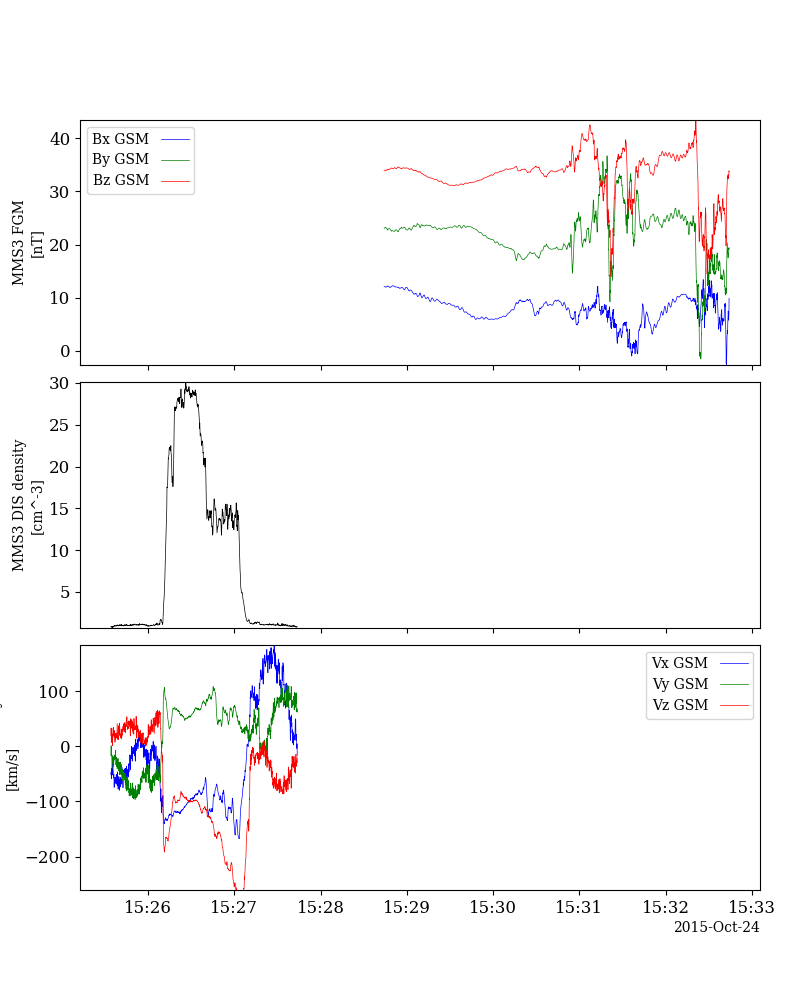 40
30
20
10
0
MMS3 FGM
[nT]
Bx GSM
By GSM
Bz GSM
30
25
20
15
10
5
MMS3 DIS density
[cm^-3]
100
0
−100
−200
[km/s]
Vx GSM
Vy GSM
Vz GSM
15:26 15:27 15:28 15:29 15:30 15:31 15:32 15:33
2015-Oct-24